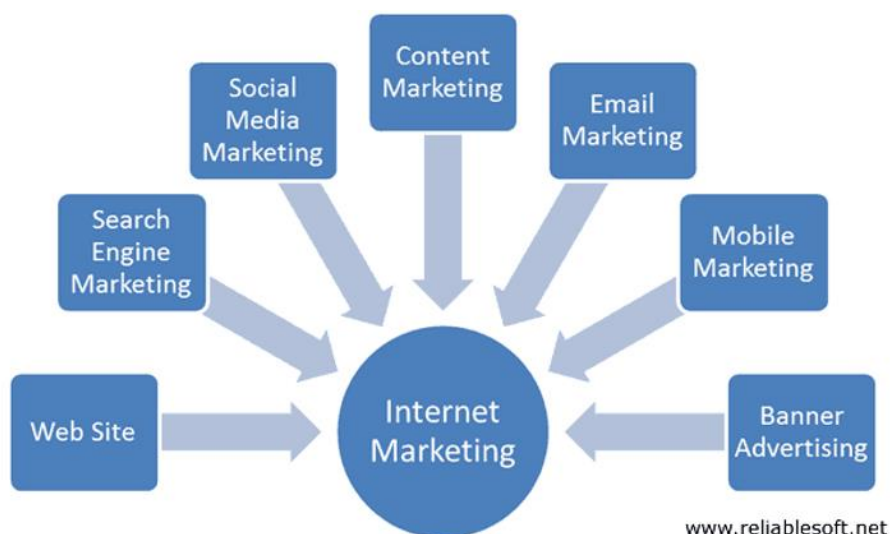 Web Site
Search
Engine
Marketing
Social
Media
Marketing
Content
Marketing
Email
Marketing
Mobile
Marketing
Banner
Advertising
Internet
Marketing
www.reliablesoft.net